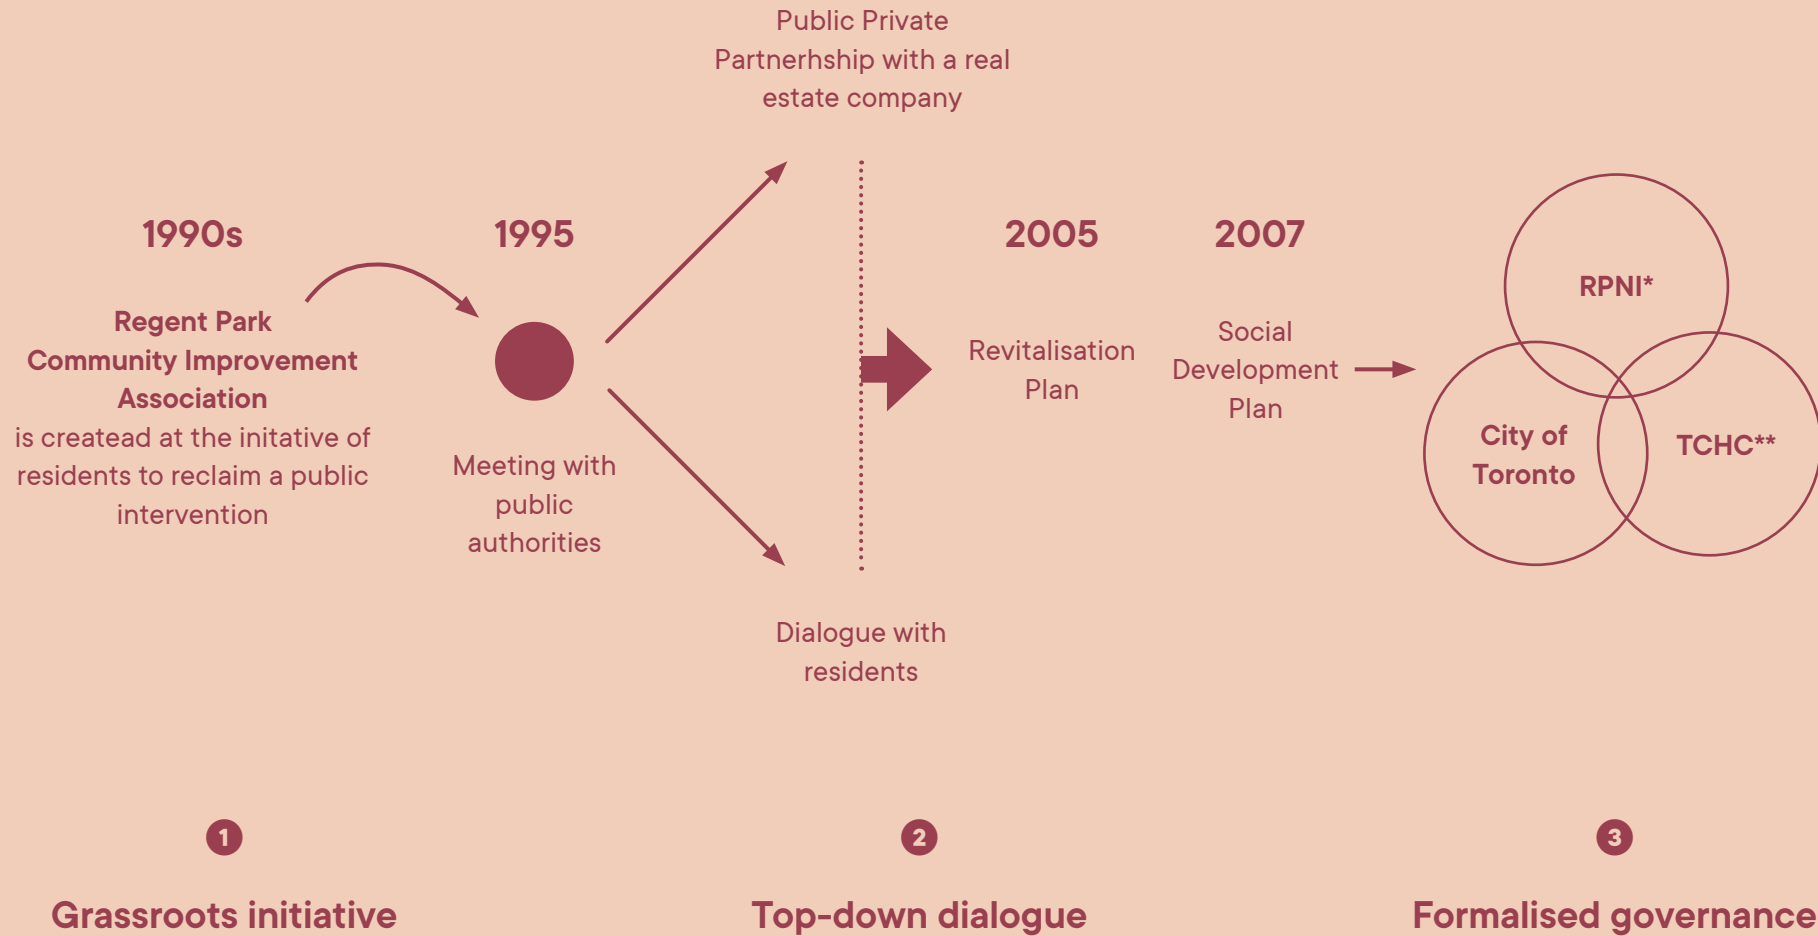 Public Private
Partnerhship with a real
estate company
1990s
1995
2005
2007
Regent Park
Community Improvement
Association
is createad at the initative of
residents to reclaim a public
intervention
Meeting with
public
authorities
Dialogue with
residents
Revitalisation
Plan
Social
Development
Plan
RPNI*
City of
Toronto
TCHC**
1
Grassroots initiative
2
Top-down dialogue
3
Formalised governance